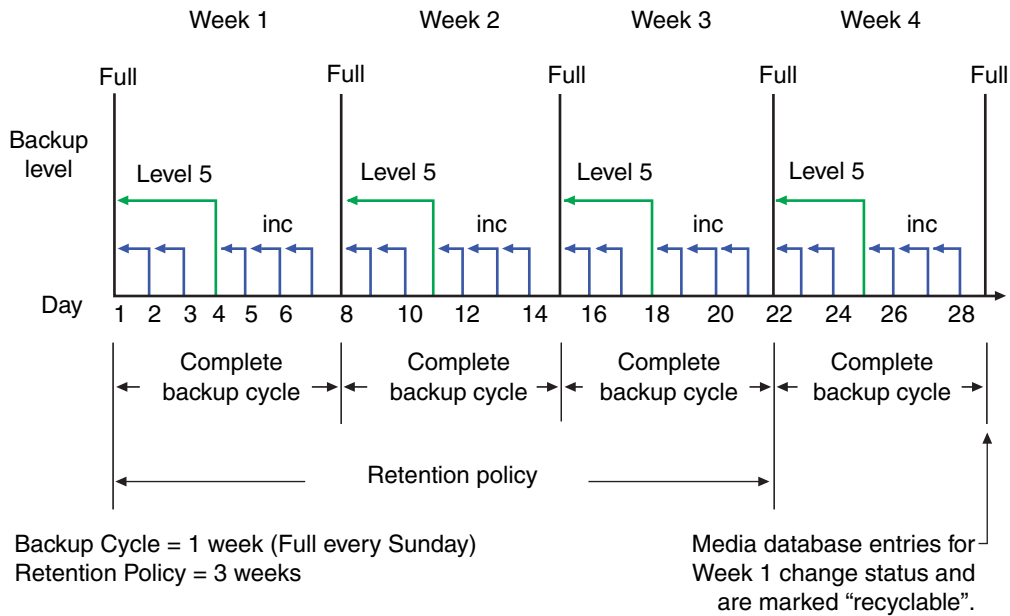 Week 1 Week 2 Week 3 Week 4
Full Full Full Full Full
Backup
level
Level 5 Level 5 Level 5 Level 5
inc inc inc inc
Day 1 2 3 4 5 6 8 10 12 14 16 18 20 22 24 26 28
Complete Complete Complete Complete
backup cycle backup cycle backup cycle backup cycle
Retention policy
Backup Cycle = 1 week (Full every Sunday)
Retention Policy = 3 weeks
Media database entries for
Week 1 change status and
are marked “recyclable”.